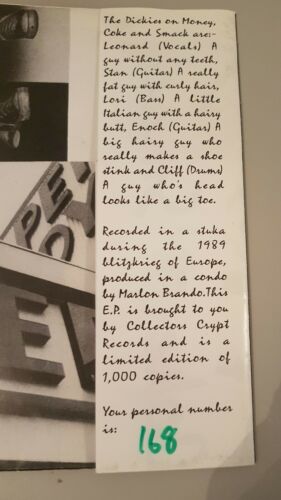 The Dickies on Money,
Coke and Smack are:-
Leonard (Vocals) A
guy without any teeth,
Stan (Guitar) A really
fat guy with curly hair,
Lori (Bass) A little
Italian guy with a hairy
butt, Enoch (Guitar) A
big hairy guy who
really makes a shoe
stink and Cliff (Drums)
A guy who's head
looks like a big toe.
Recorded in a stuka
during the 1989
blitzkrieg of Europe,
produced in a condo
by Marlon Brando. This
E.P. is brought to you
by Collectors Crypt
Records and is a
limited edition of
1,000 copies.
Your personal number
is: 168
PE
OY
EV